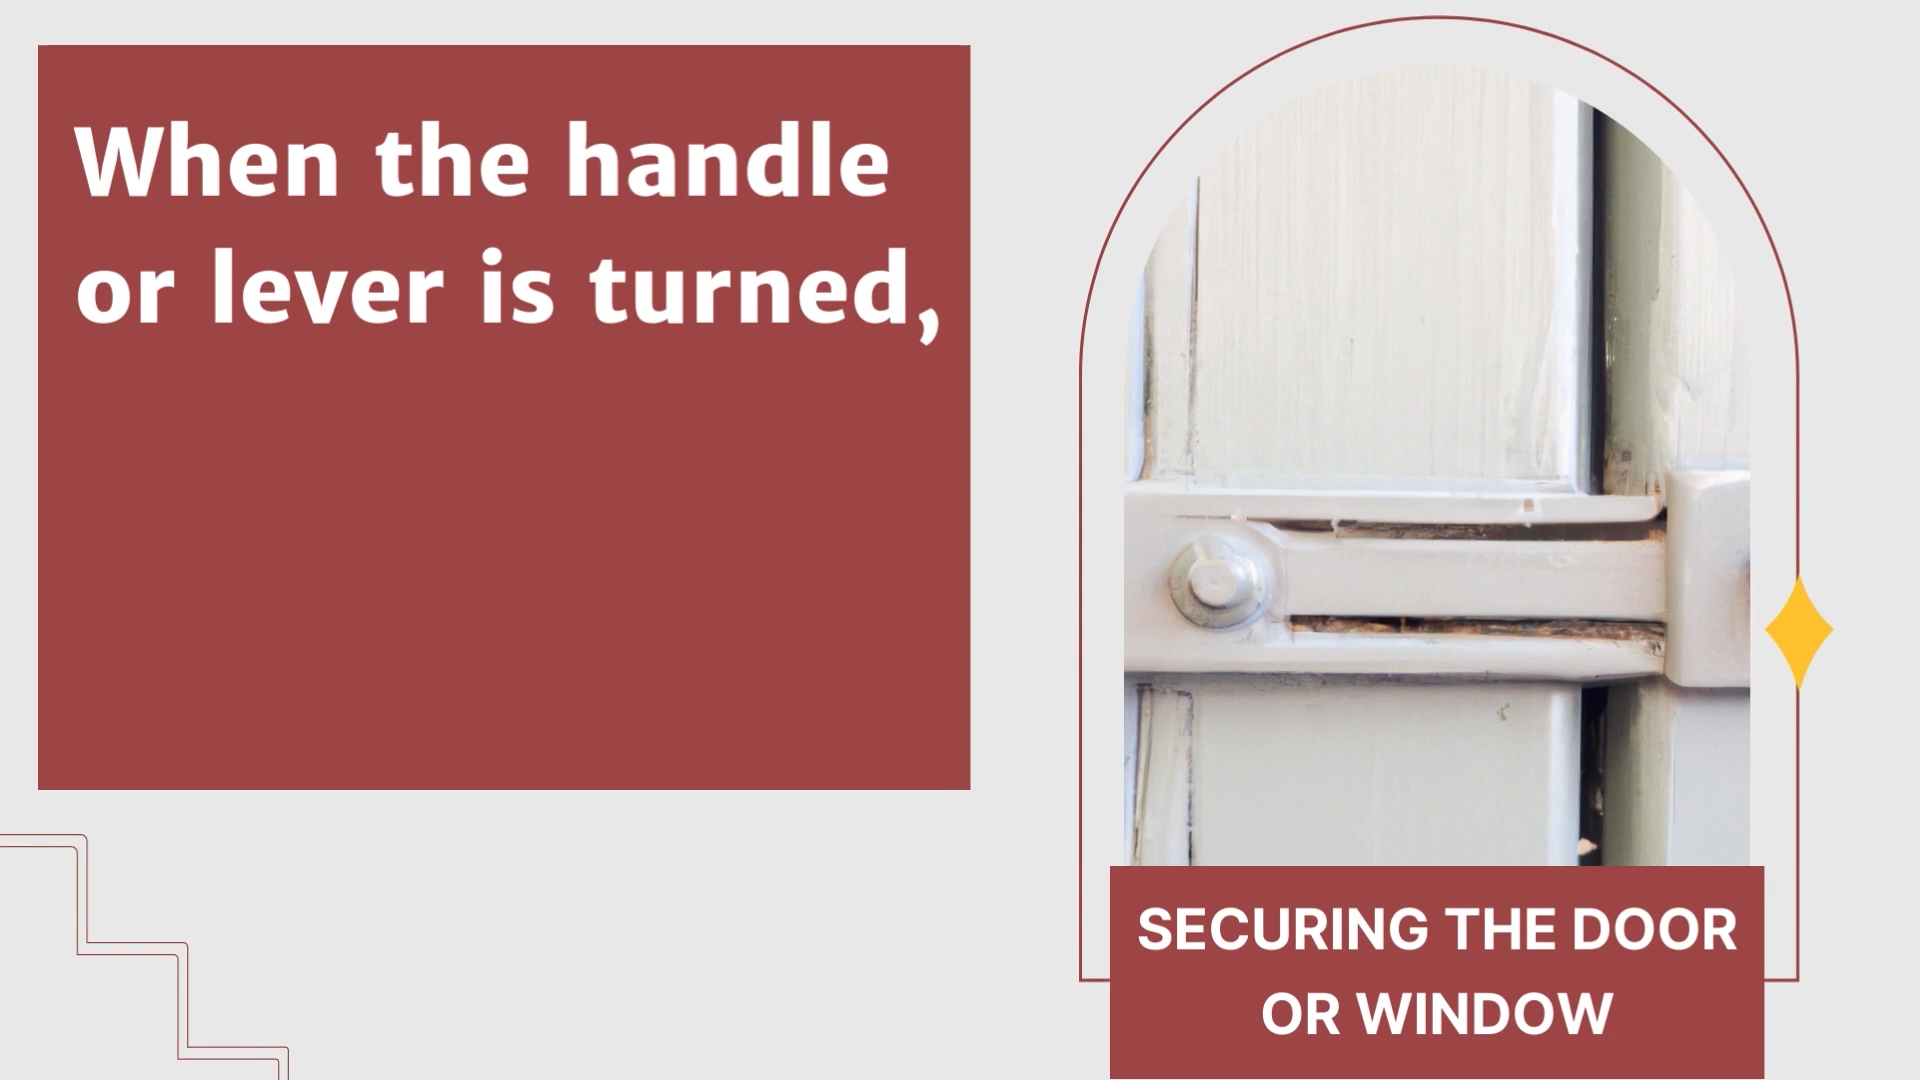 When the handle
or lever is turned,
SECURING THE DOOR
OR WINDOW